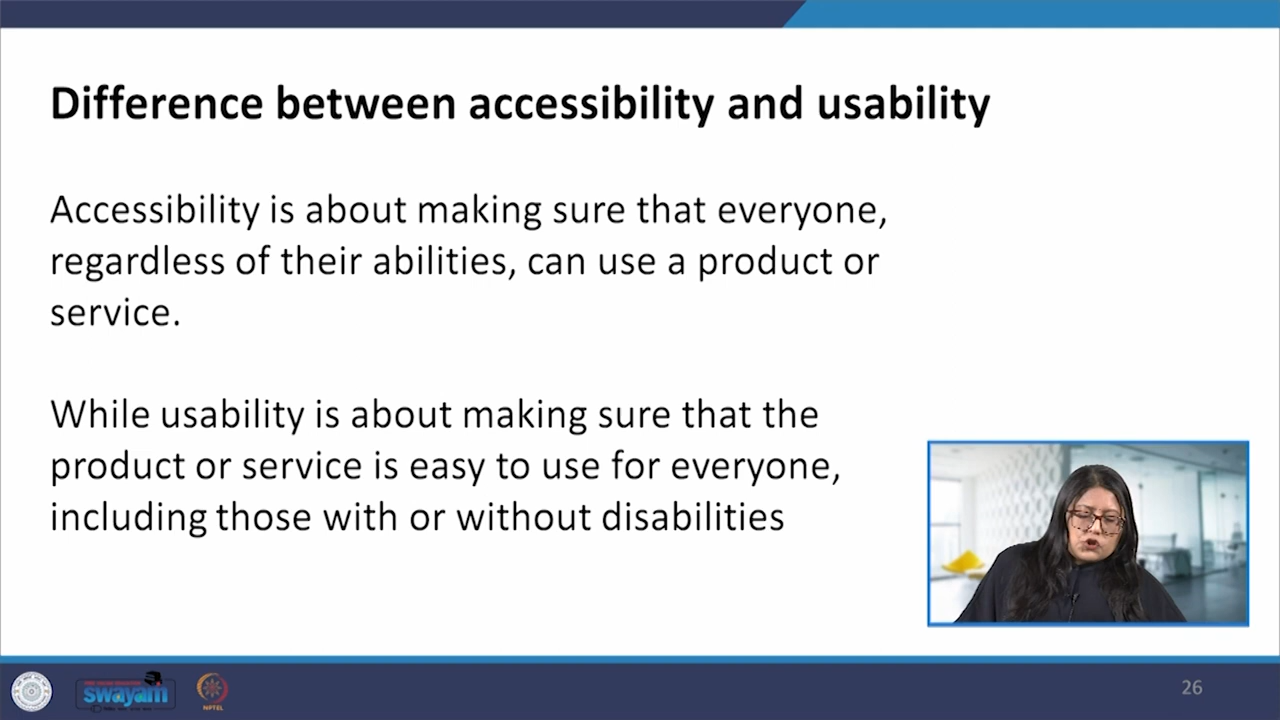 Difference between accessibility and usability
Accessibility is about making sure that everyone,
regardless of their abilities, can use a product or
service.
While usability is about making sure that the
product or service is easy to use for everyone,
including those with or without disabilities
swayam
NPTEL
26